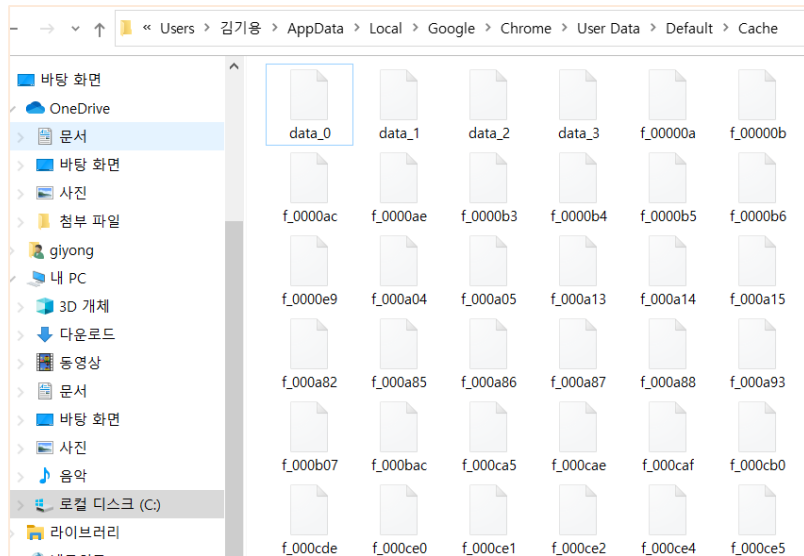 « Users > 김기용 > AppData > Local > Google > Chrome > User Data > Default > Cache
바탕 화면
OneDrive
문서
바탕 화면
사진
첨부 파일
giyong
내 PC
3D 개체
다운로드
동영상
문서
바탕 화면
사진
음악
로컬 디스크 (C:)
라이브러리
data_0 data_1 data_2 data_3 f_00000a f_00000b
f_0000ac f_0000ae f_0000b3 f_0000b4 f_0000b5 f_0000b6
f_0000e9 f_000a04 f_000a05 f_000a13 f_000a14 f_000a15
f_000a82 f_000a85 f_000a86 f_000a87 f_000a88 f_000a93
f_000b07 f_000bac f_000ca5 f_000cae f_000caf f_000cb0
f_000cde f_000ce0 f_000ce1 f_000ce2 f_000ce4 f_000ce5